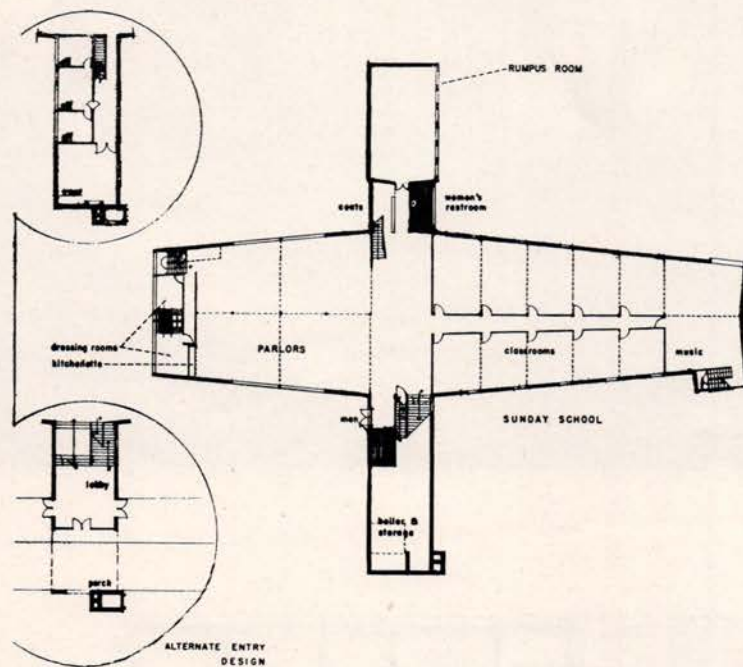 RUMPUS ROOM
coats
women's
restroom
dressing rooms
kitchenette
PARLORS
classrooms
music
men
SUNDAY SCHOOL
lobby
boiler, &
storage
porch
ALTERNATE ENTRY
DESIGN